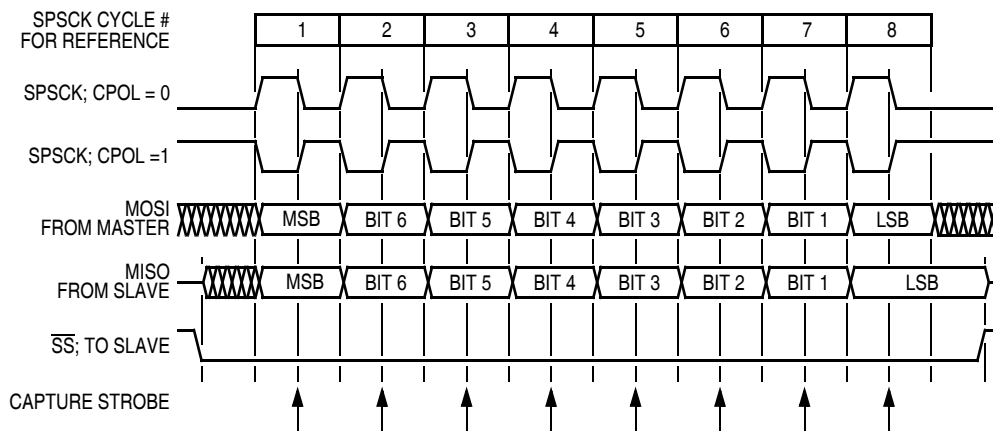 SPSCK CYCLE #
FOR REFERENCE
1 2 3 4 5 6 7 8
SPSCK; CPOL = 0
SPSCK; CPOL =1
MOSI
FROM MASTER
MSB BIT 6 BIT 5 BIT 4 BIT 3 BIT 2 BIT 1 LSB
MISO
FROM SLAVE
MSB BIT 6 BIT 5 BIT 4 BIT 3 BIT 2 BIT 1 LSB
SS; TO SLAVE
CAPTURE STROBE